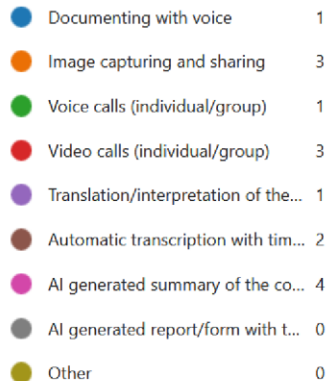 Documenting with voice 1
Image capturing and sharing 3
Voice calls (individual/group) 1
Video calls (individual/group) 3
Translation/interpretation of the... 1
Automatic transcription with tim... 2
AI generated summary of the co... 4
AI generated report/form with t... 0
Other 0